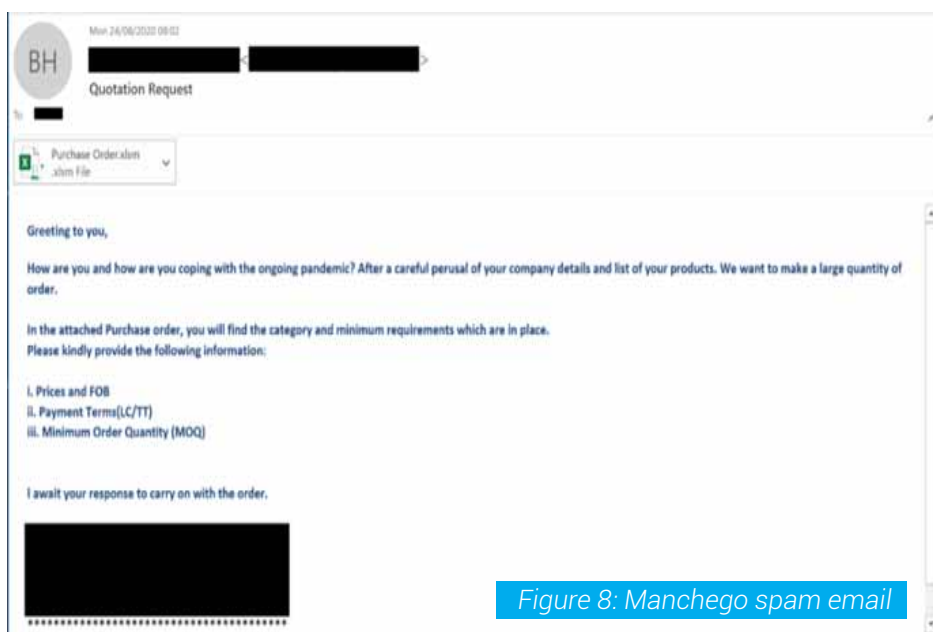 Mon 24/08/2020 09:02
BH
< >
Quotation Request
To
Purchase Order.xlsm
.xlsm File
Greeting to you,
How are you and how are you coping with the ongoing pandemic? After a careful perusal of your company details and list of your products. We want to make a large quantity of
order.
In the attached Purchase order, you will find the category and minimum requirements which are in place.
Please kindly provide the following information:
i. Prices and FOB
ii. Payment Terms(LC/TT)
iii. Minimum Order Quantity (MOQ)
I await your response to carry on with the order.
Figure 8: Manchego spam email